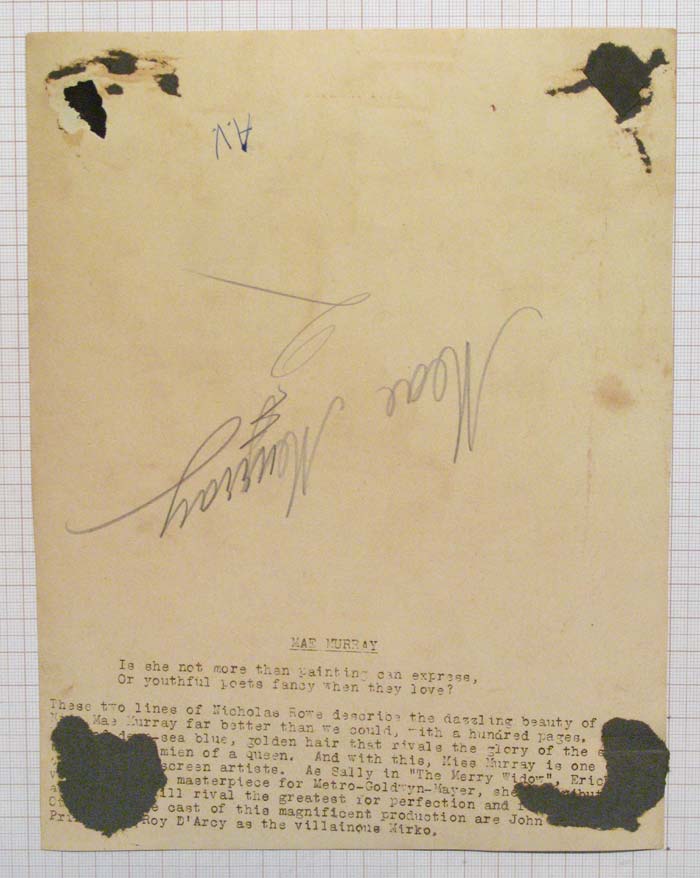 A.V.
Mae
Murray
MAE MURRAY
Is she not more than painting can express,
Or youthful poets fancy when they love?
These two lines of Nicholas Rowe describe the dazzling beauty of
Mae Murray far better than we could, with a hundred pages.
deep-sea blue, golden hair that rivals the glory of the
mien of a queen. And with this, Miss Murray is one
screen artiste. As Sally in "The Merry Widow",
masterpiece for Metro-Goldwyn-Mayer, she
rival the greatest for perfection and
cast of this magnificent production are John
Roy D'Arcy as the villainous Mirko.